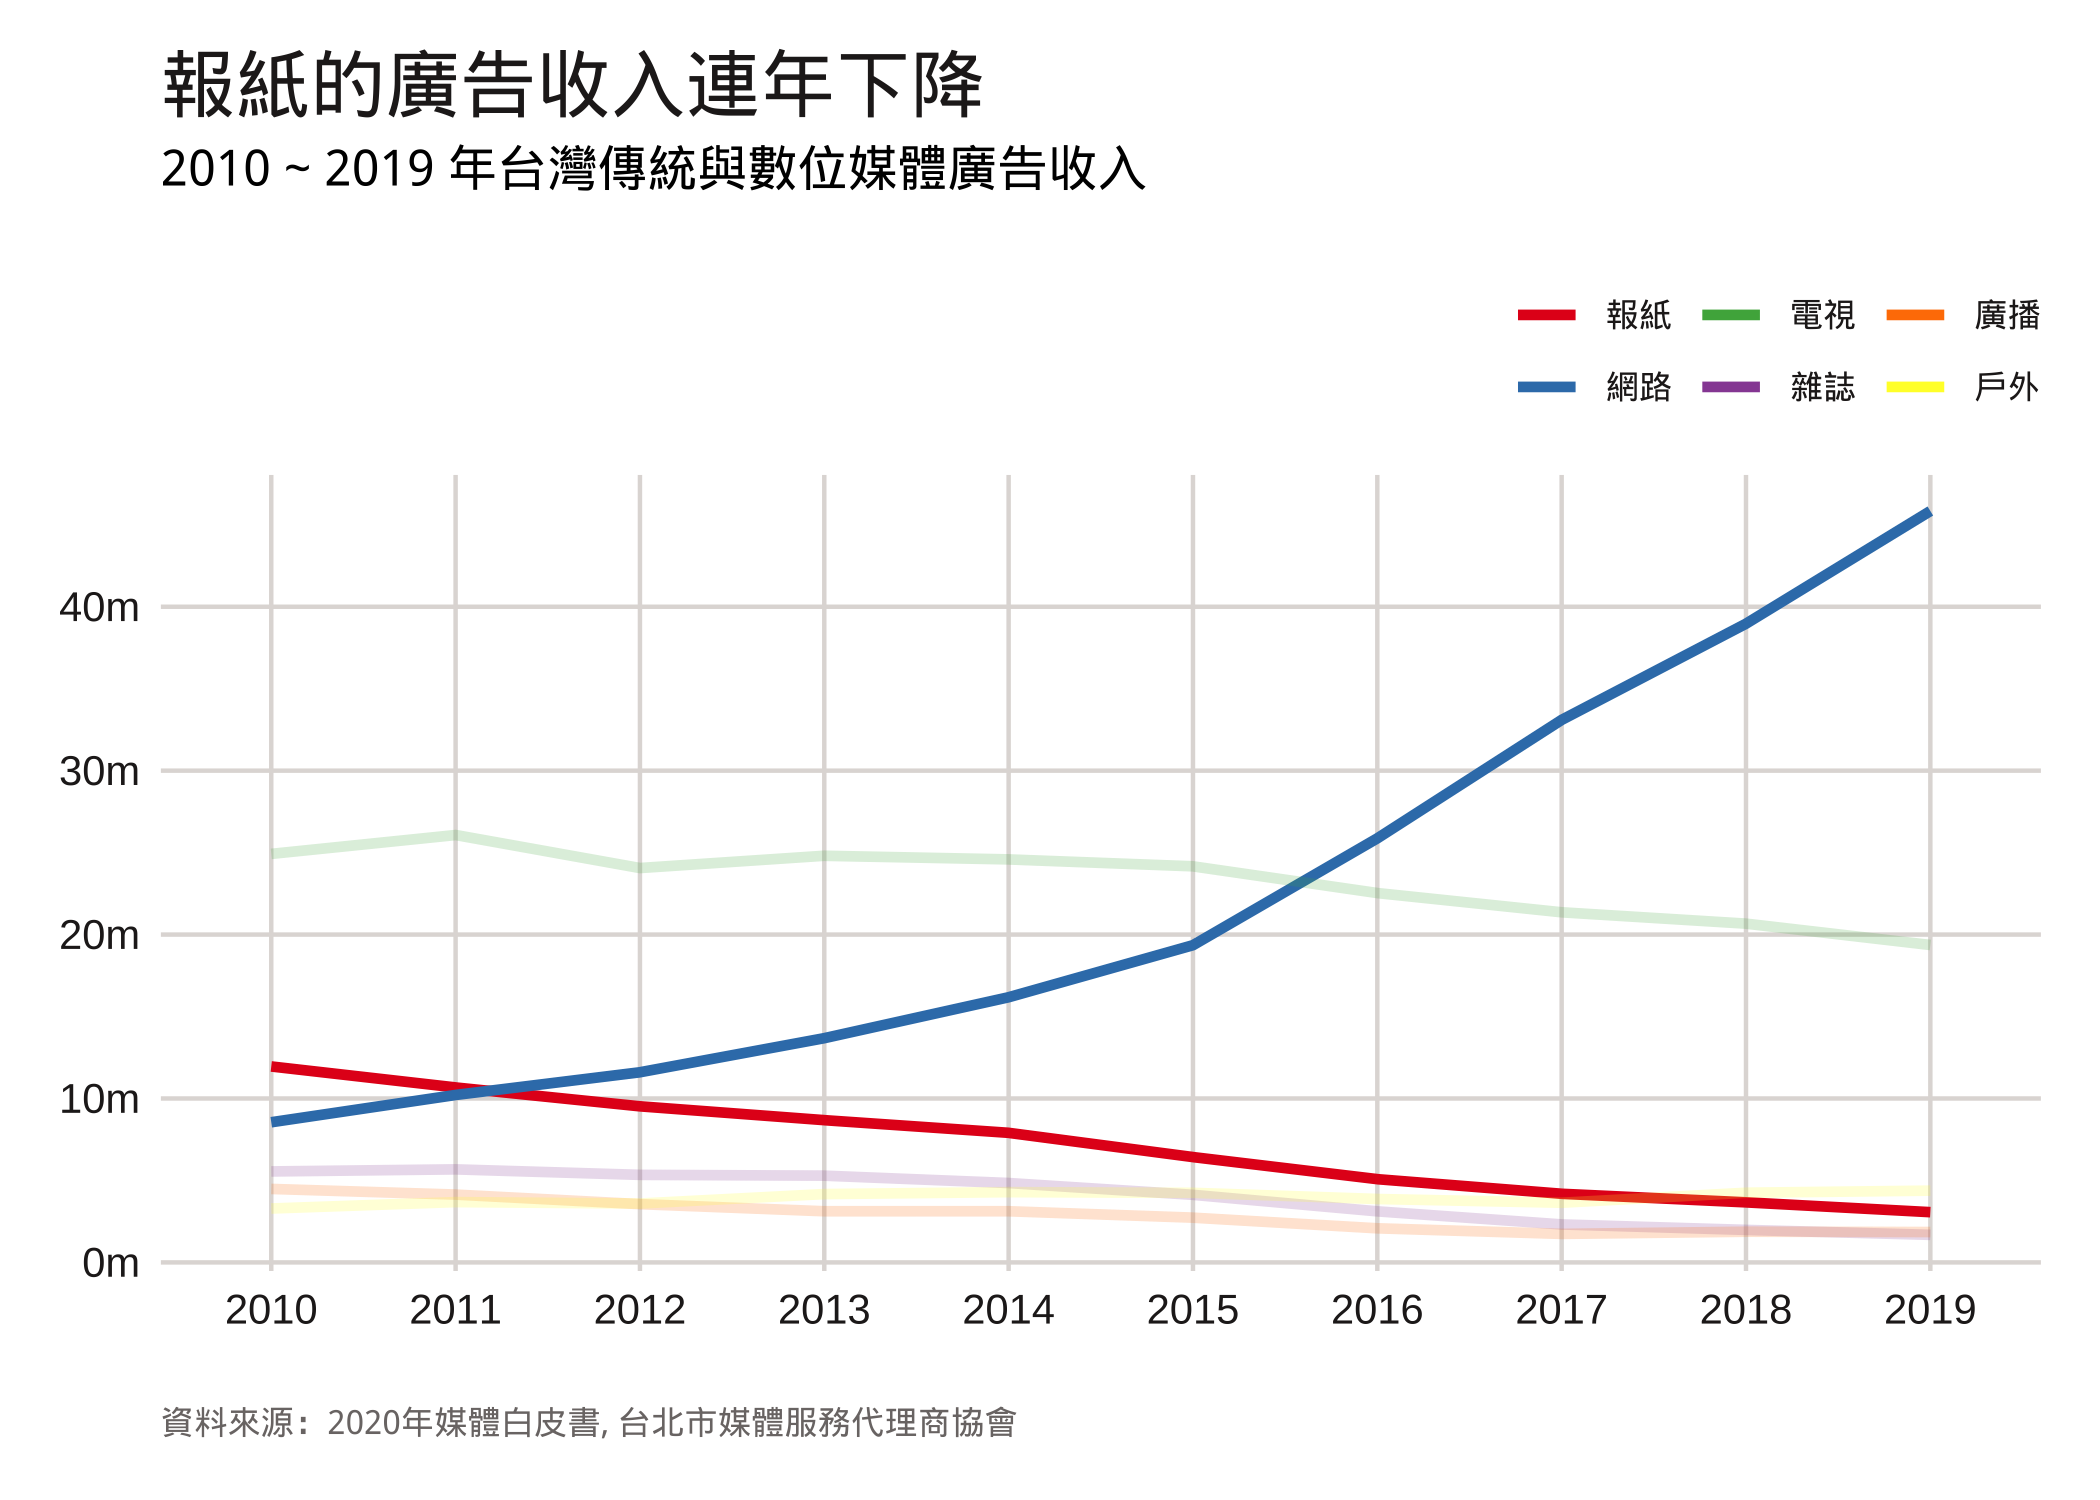 報紙的廣告收入連年下降
2010 ~ 2019 年台灣傳統與數位媒體廣告收入
報紙 電視 廣播
網路 雜誌 戶外
40m
30m
20m
10m
0m
2010 2011 2012 2013 2014 2015 2016 2017 2018 2019
資料來源：2020年媒體白皮書, 台北市媒體服務代理商協會